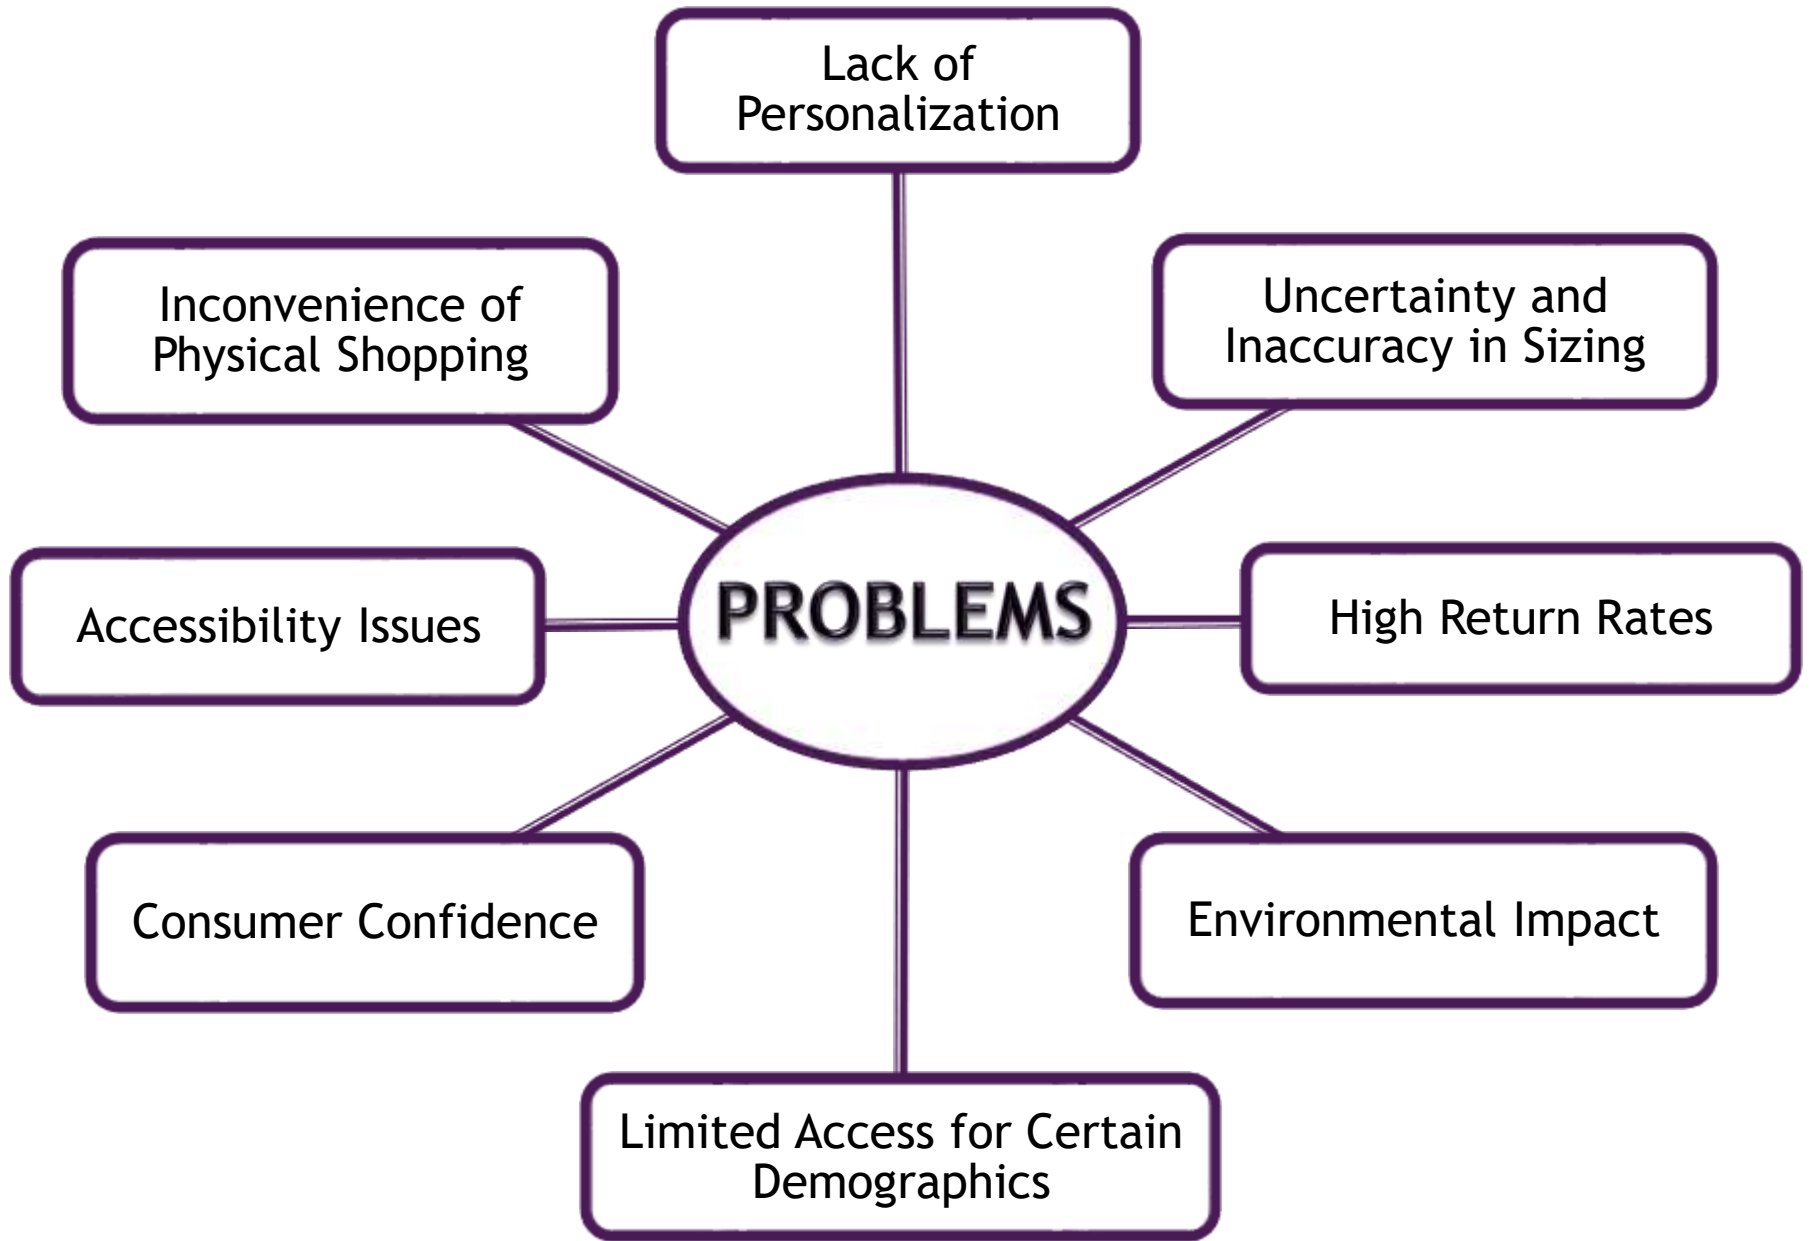 Lack of
Personalization
Inconvenience of
Physical Shopping
Uncertainty and
Inaccuracy in Sizing
Accessibility Issues
PROBLEMS
High Return Rates
Consumer Confidence
Environmental Impact
Limited Access for Certain
Demographics